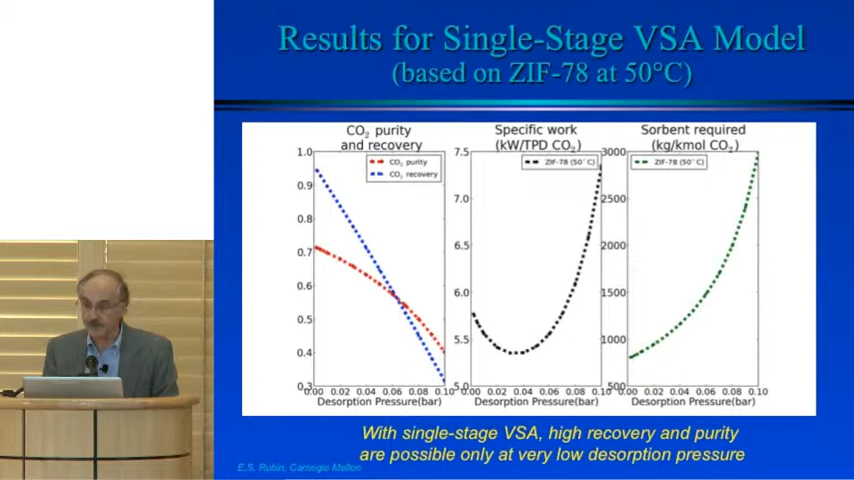 Results for Single-Stage VSA Model
(based on ZIF-78 at 50°C)
CO₂ purity
and recovery
1.0
0.9
0.8
0.7
0.6
0.5
0.4
0.3
CO₂ purity
CO₂ recovery
0.00 0.02 0.04 0.06 0.08 0.10
Desorption Pressure(bar)
Specific work
(kW/TPD CO₂)
7.5
7.0
6.5
6.0
5.5
5.0
ZIF-78 (50°C)
0.00 0.02 0.04 0.06 0.08 0.10
Desorption Pressure(bar)
Sorbent required
(kg/kmol CO₂)
3000
2500
2000
1500
1000
500
ZIF-78 (50°C)
0.00 0.02 0.04 0.06 0.08 0.10
Desorption Pressure(bar)
With single-stage VSA, high recovery and purity
are possible only at very low desorption pressure
E.S. Rubin, Carnegie Mellon